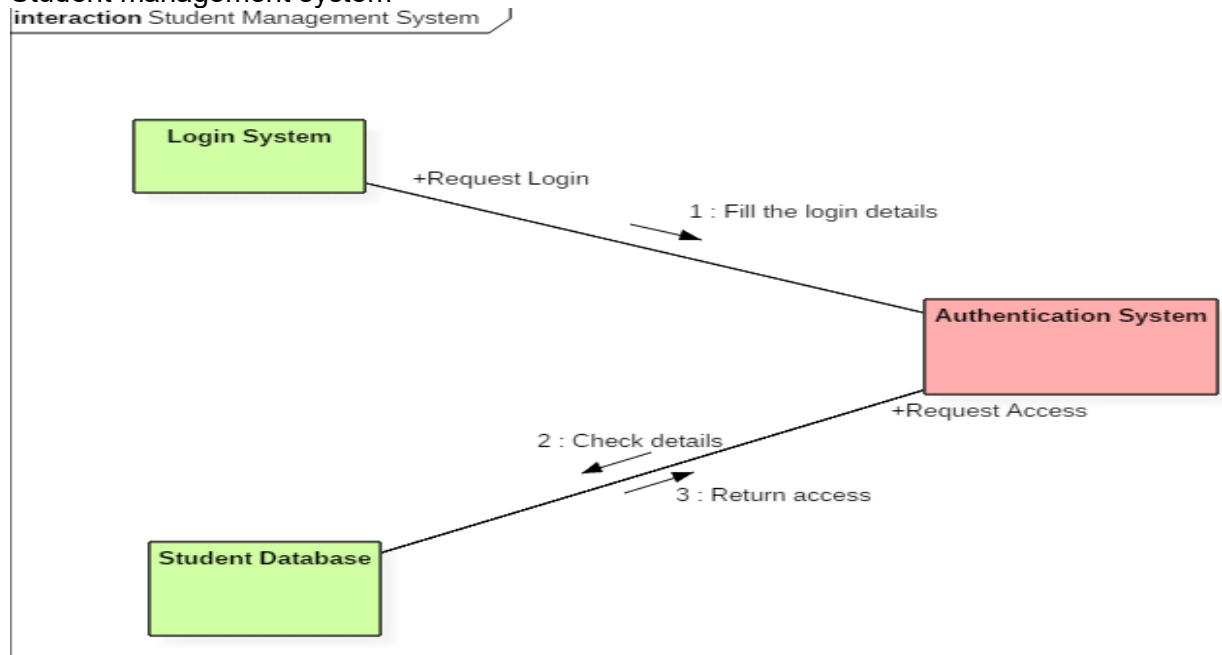 Student management system
interaction Student Management System
Login System
+Request Login
1 : Fill the login details
Authentication System
+Request Access
2 : Check details
3 : Return access
Student Database